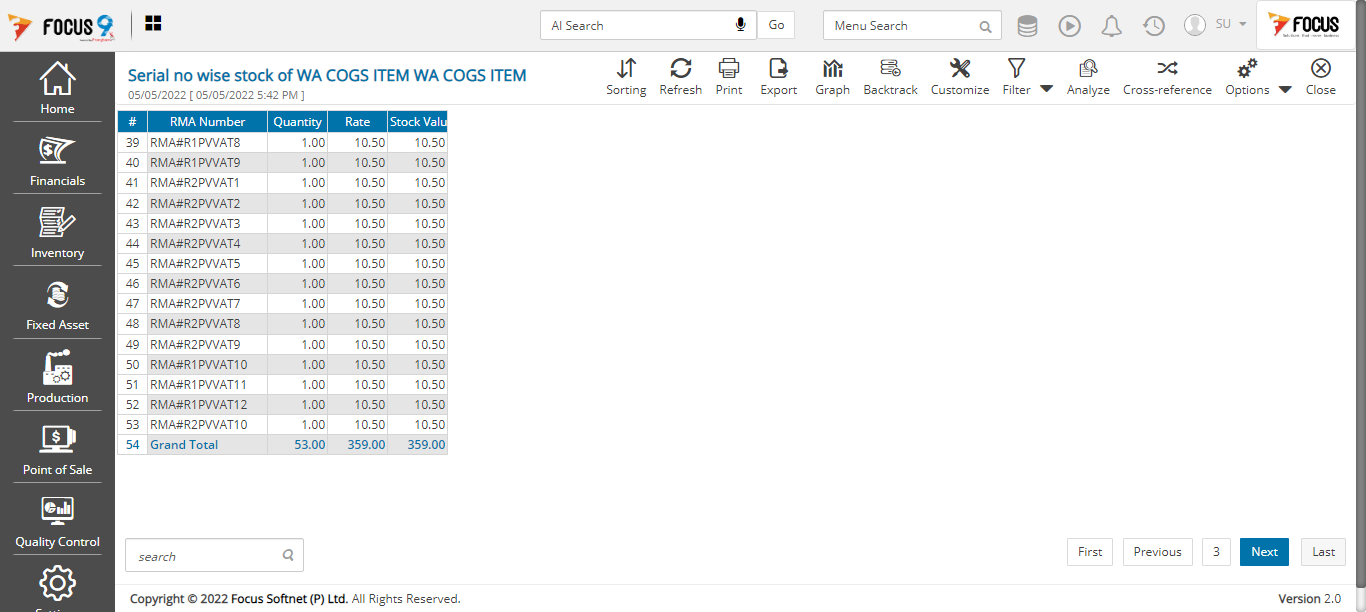 FOCUS 9
AI Search
Go
Menu Search
SU
FOCUS
Home
Financials
Inventory
Fixed Asset
Production
Point of Sale
Quality Control
Serial no wise stock of WA COGS ITEM WA COGS ITEM
05/05/2022 [ 05/05/2022 5:42 PM ]
Sorting Refresh Print Export Graph Backtrack Customize Filter Analyze Cross-reference Options Close
# RMA Number Quantity Rate Stock Valu
39 RMA#R1PVVAT8 1.00 10.50 10.50
40 RMA#R1PVVAT9 1.00 10.50 10.50
41 RMA#R2PVVAT1 1.00 10.50 10.50
42 RMA#R2PVVAT2 1.00 10.50 10.50
43 RMA#R2PVVAT3 1.00 10.50 10.50
44 RMA#R2PVVAT4 1.00 10.50 10.50
45 RMA#R2PVVAT5 1.00 10.50 10.50
46 RMA#R2PVVAT6 1.00 10.50 10.50
47 RMA#R2PVVAT7 1.00 10.50 10.50
48 RMA#R2PVVAT8 1.00 10.50 10.50
49 RMA#R2PVVAT9 1.00 10.50 10.50
50 RMA#R1PVVAT10 1.00 10.50 10.50
51 RMA#R1PVVAT11 1.00 10.50 10.50
52 RMA#R1PVVAT12 1.00 10.50 10.50
53 RMA#R2PVVAT10 1.00 10.50 10.50
54 Grand Total 53.00 359.00 359.00
search
First Previous 3 Next Last
Copyright © 2022 Focus Softnet (P) Ltd. All Rights Reserved.
Version 2.0